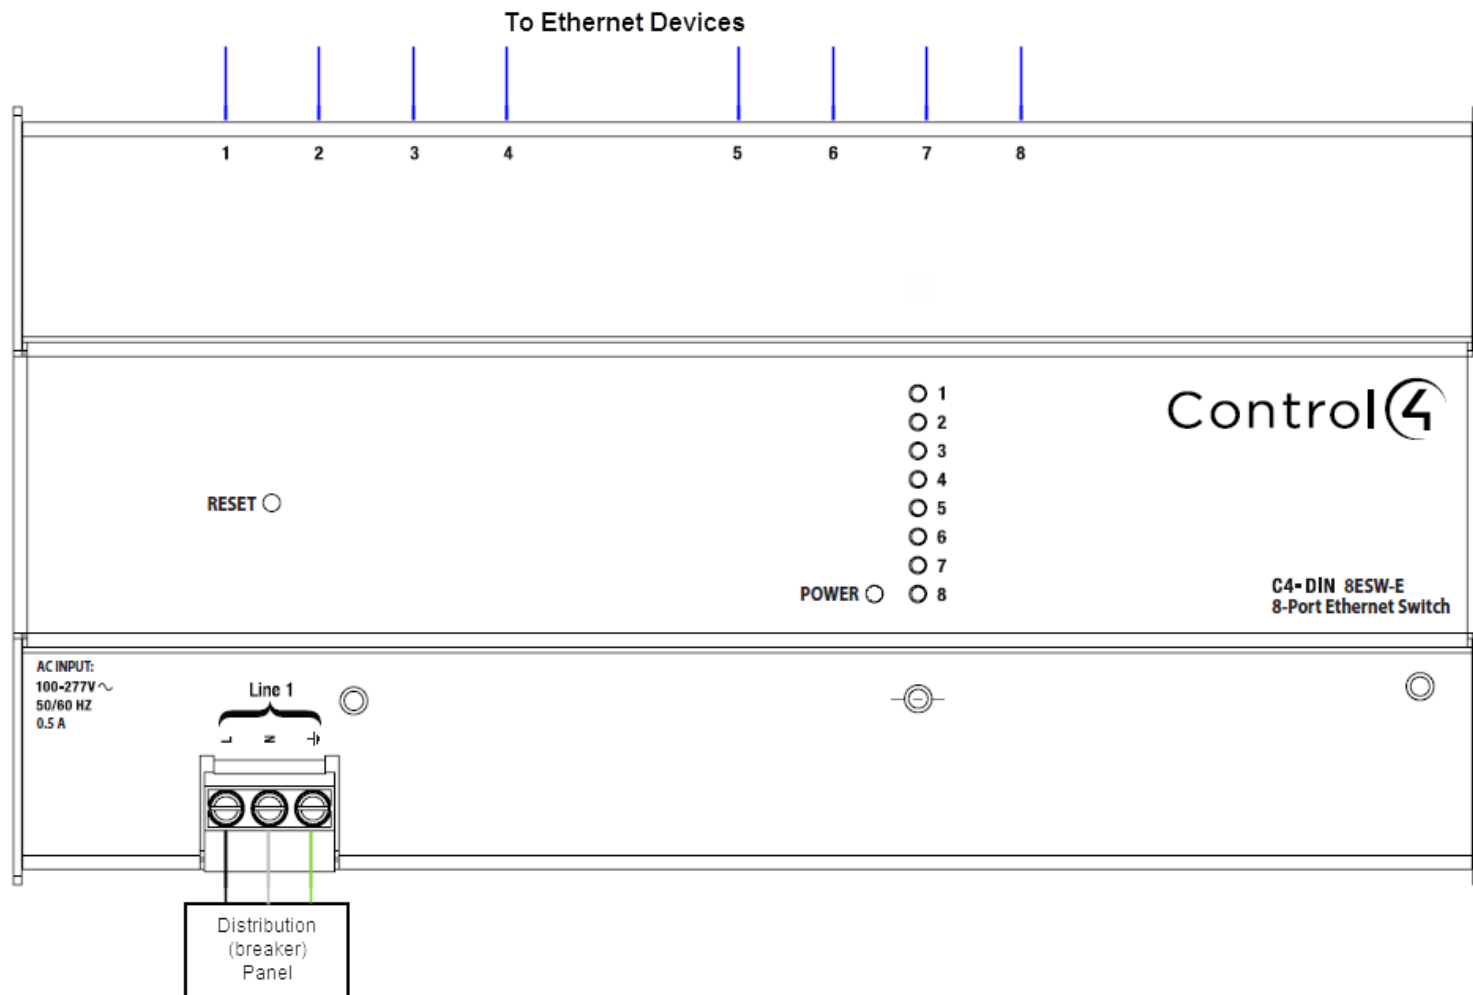 To Ethernet Devices
1 2 3 4 5 6 7 8
1
2
3
4
5
6
7
8
Control4
RESET
POWER
C4-DIN 8ESW-E
8-Port Ethernet Switch
AC INPUT:
100-277V~
50/60 HZ
0.5 A
Line 1
L N ⏚
Distribution
(breaker)
Panel